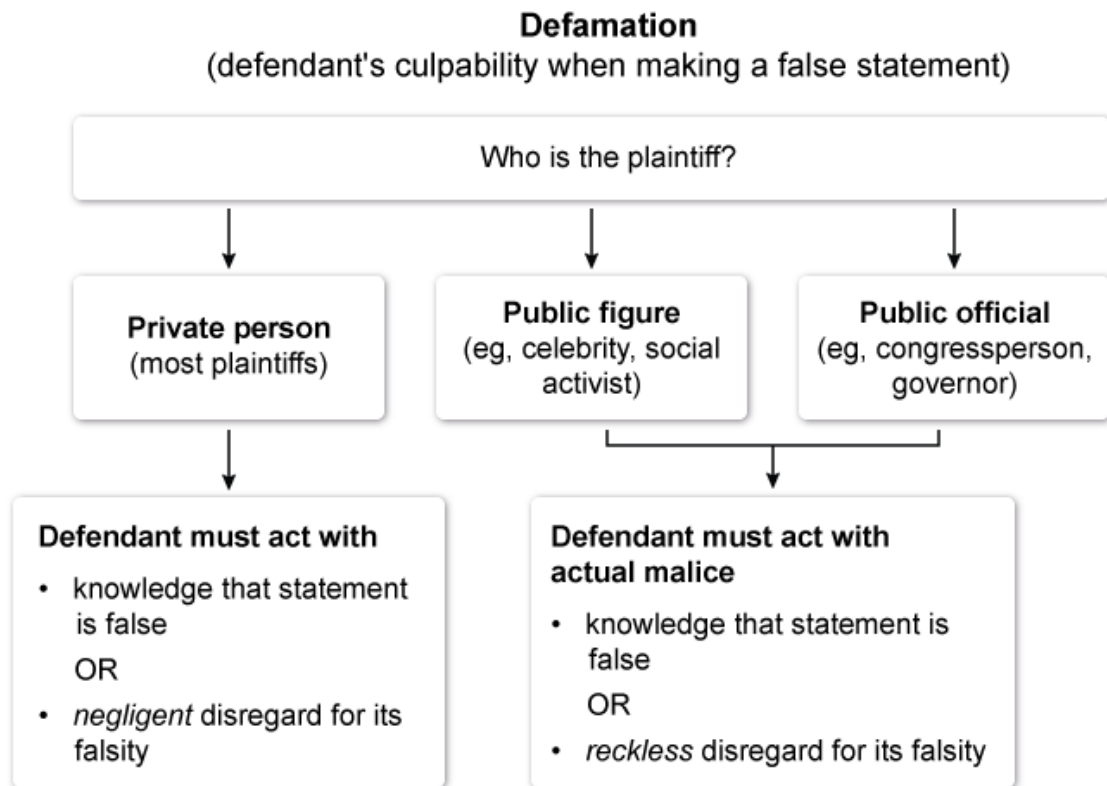 Defamation
(defendant's culpability when making a false statement)
Who is the plaintiff?
Private person
(most plaintiffs)
Public figure
(eg, celebrity, social
activist)
Public official
(eg, congressperson,
governor)
Defendant must act with
• knowledge that statement
is false
OR
• negligent disregard for its
falsity
Defendant must act with
actual malice
• knowledge that statement is
false
OR
• reckless disregard for its falsity